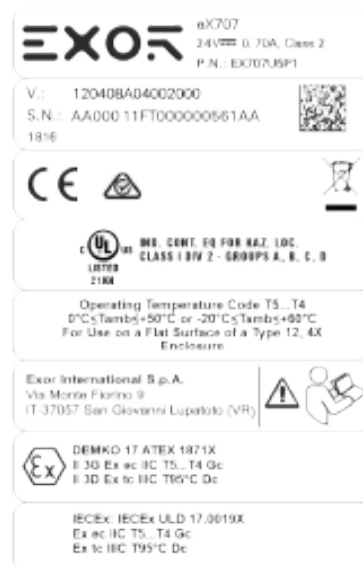 EXOR
eX707
24V⎓ 0.70A, Class 2
P.N.: EX707U5P1
V.: 120408A04002000
S.N.: AA000 11FT000000561AA
1816
CE
C UL US
LISTED
IND. CONT. EQ FOR HAZ. LOC.
CLASS I DIV 2 - GROUPS A, B, C, D
Operating Temperature Code T5...T4
0°C≤Tamb≤+50°C or -20°C≤Tamb≤+60°C
For Use on a Flat Surface of a Type 12, 4X
Enclosure
Exor International S.p.A.
Via Monte Fiorino 9
IT-37057 San Giovanni Lupatoto (VR)
Ex
DEMKO 17 ATEX 1871X
II 3G Ex ec IIC T5...T4 Gc
II 3D Ex tc IIIC T95°C Dc
IECEx: IECEx ULD 17.0019X
Ex ec IIC T5...T4 Gc
Ex tc IIIC T95°C Dc